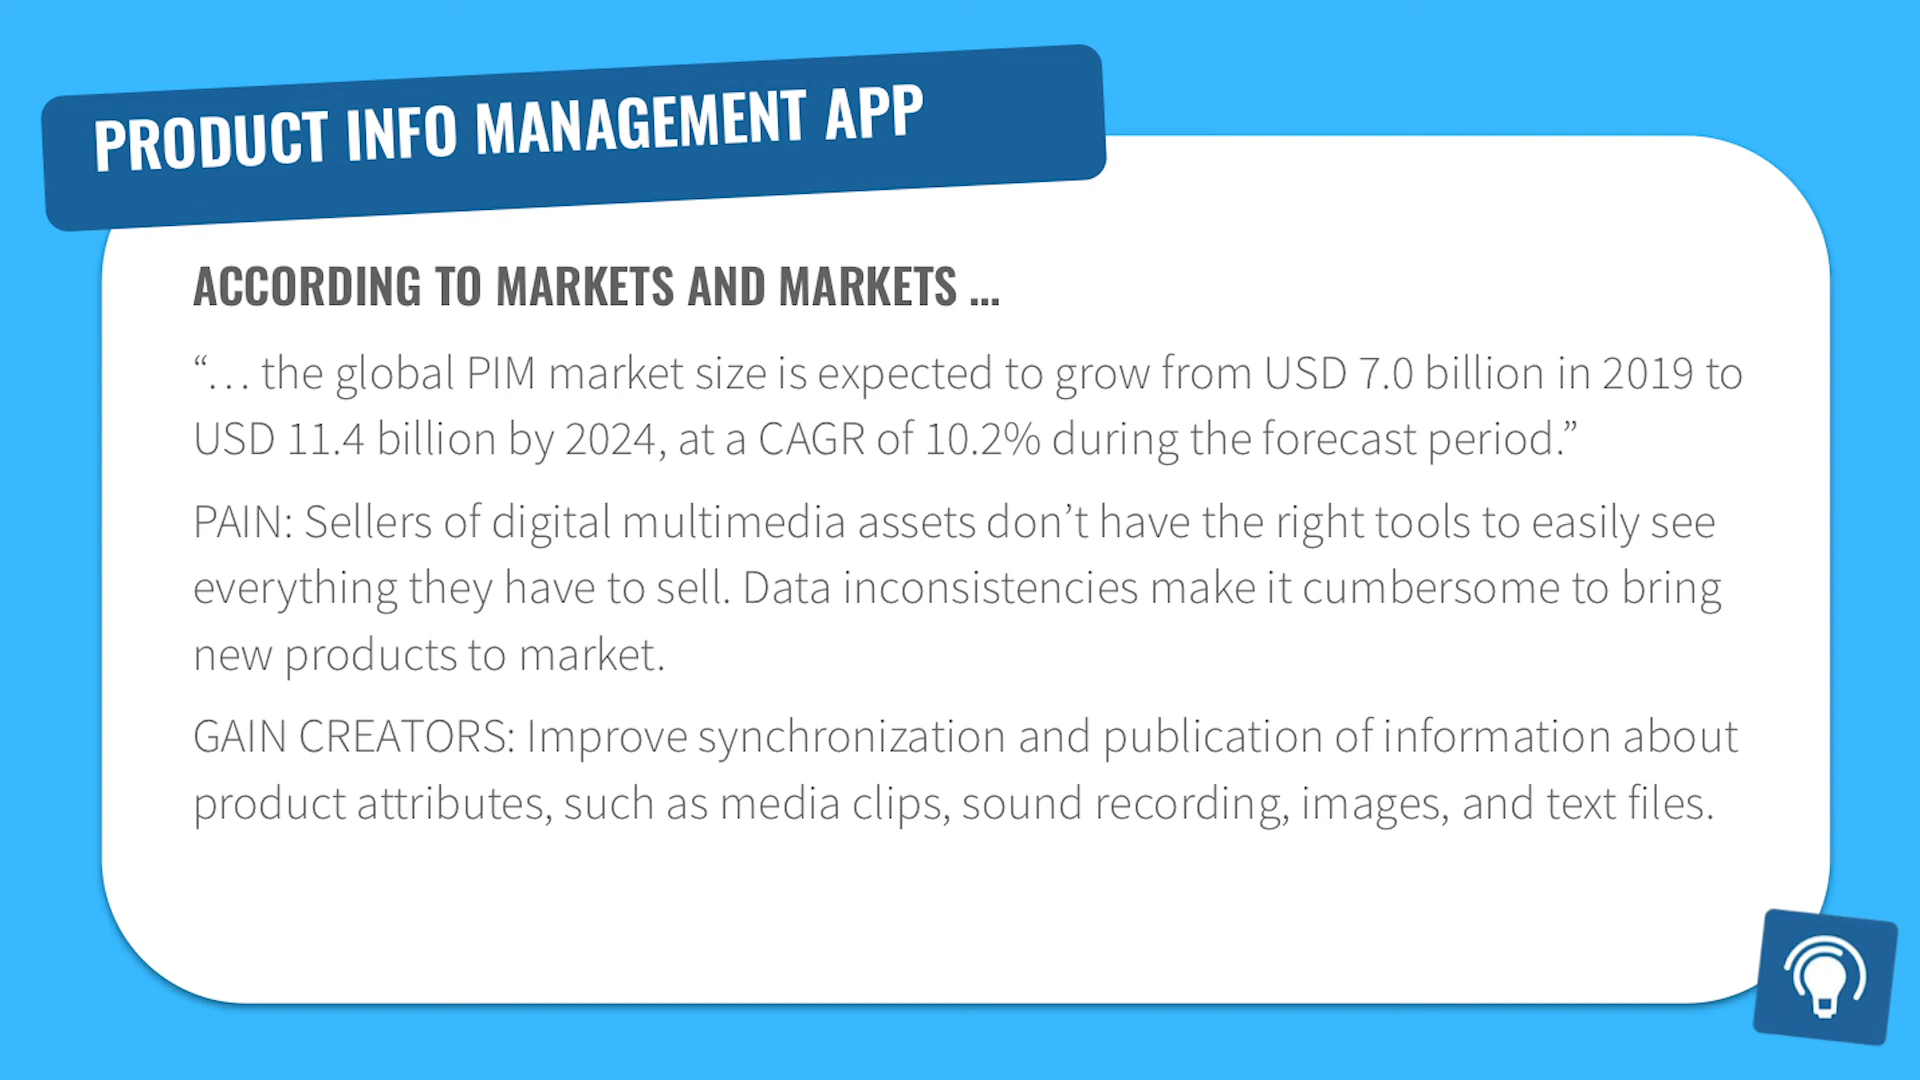 PRODUCT INFO MANAGEMENT APP
ACCORDING TO MARKETS AND MARKETS ...
“… the global PIM market size is expected to grow from USD 7.0 billion in 2019 to
USD 11.4 billion by 2024, at a CAGR of 10.2% during the forecast period.”
PAIN: Sellers of digital multimedia assets don’t have the right tools to easily see
everything they have to sell. Data inconsistencies make it cumbersome to bring
new products to market.
GAIN CREATORS: Improve synchronization and publication of information about
product attributes, such as media clips, sound recording, images, and text files.